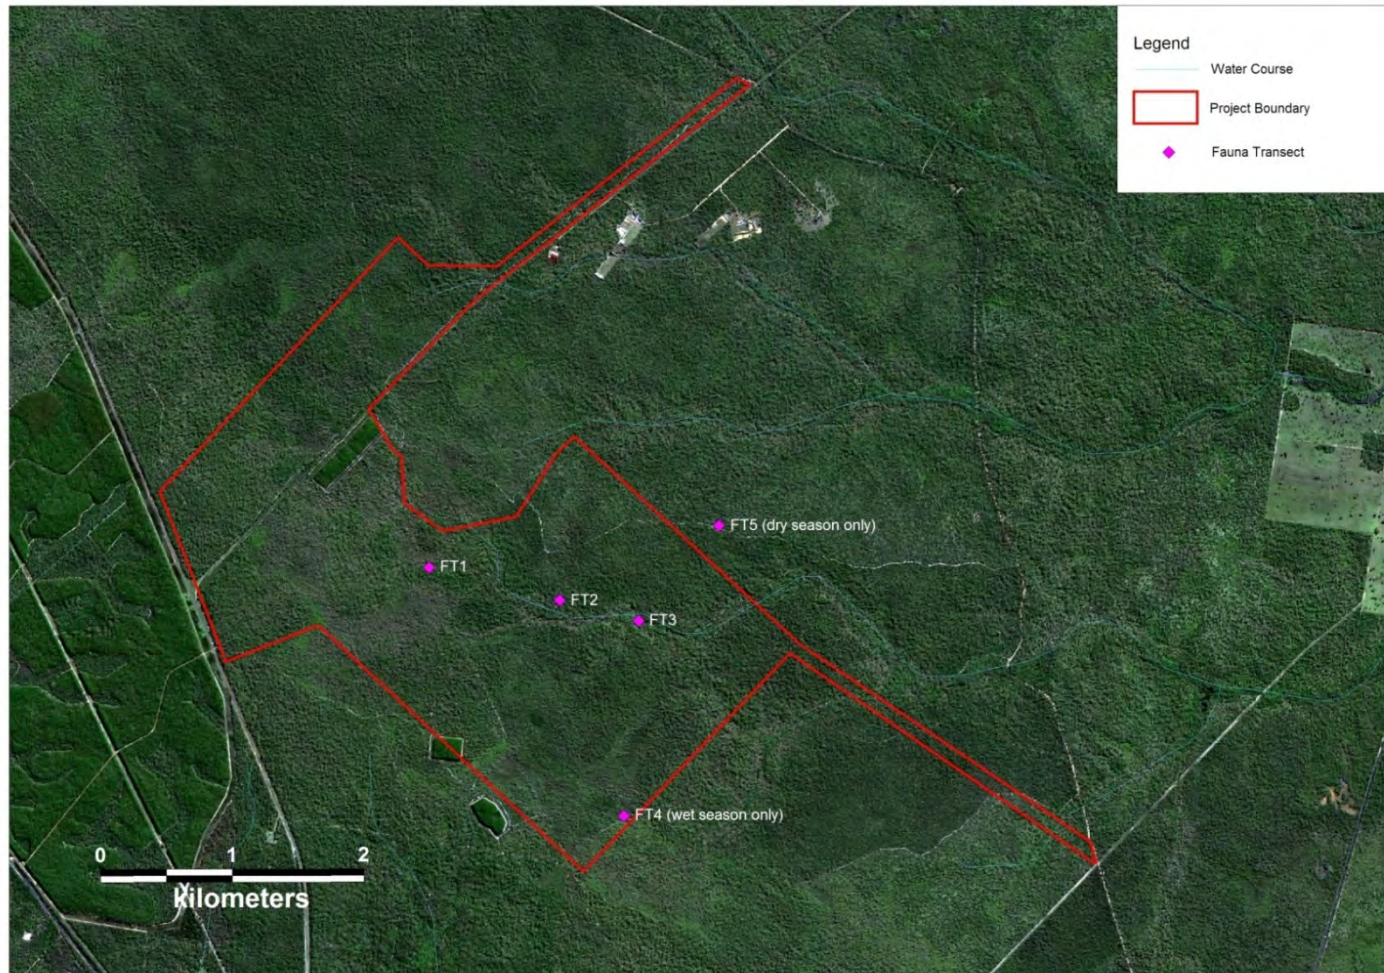 Legend
Water Course
Project Boundary
Fauna Transect
FT5 (dry season only)
FT1
FT2
FT3
FT4 (wet season only)
0 1 2
kilometers